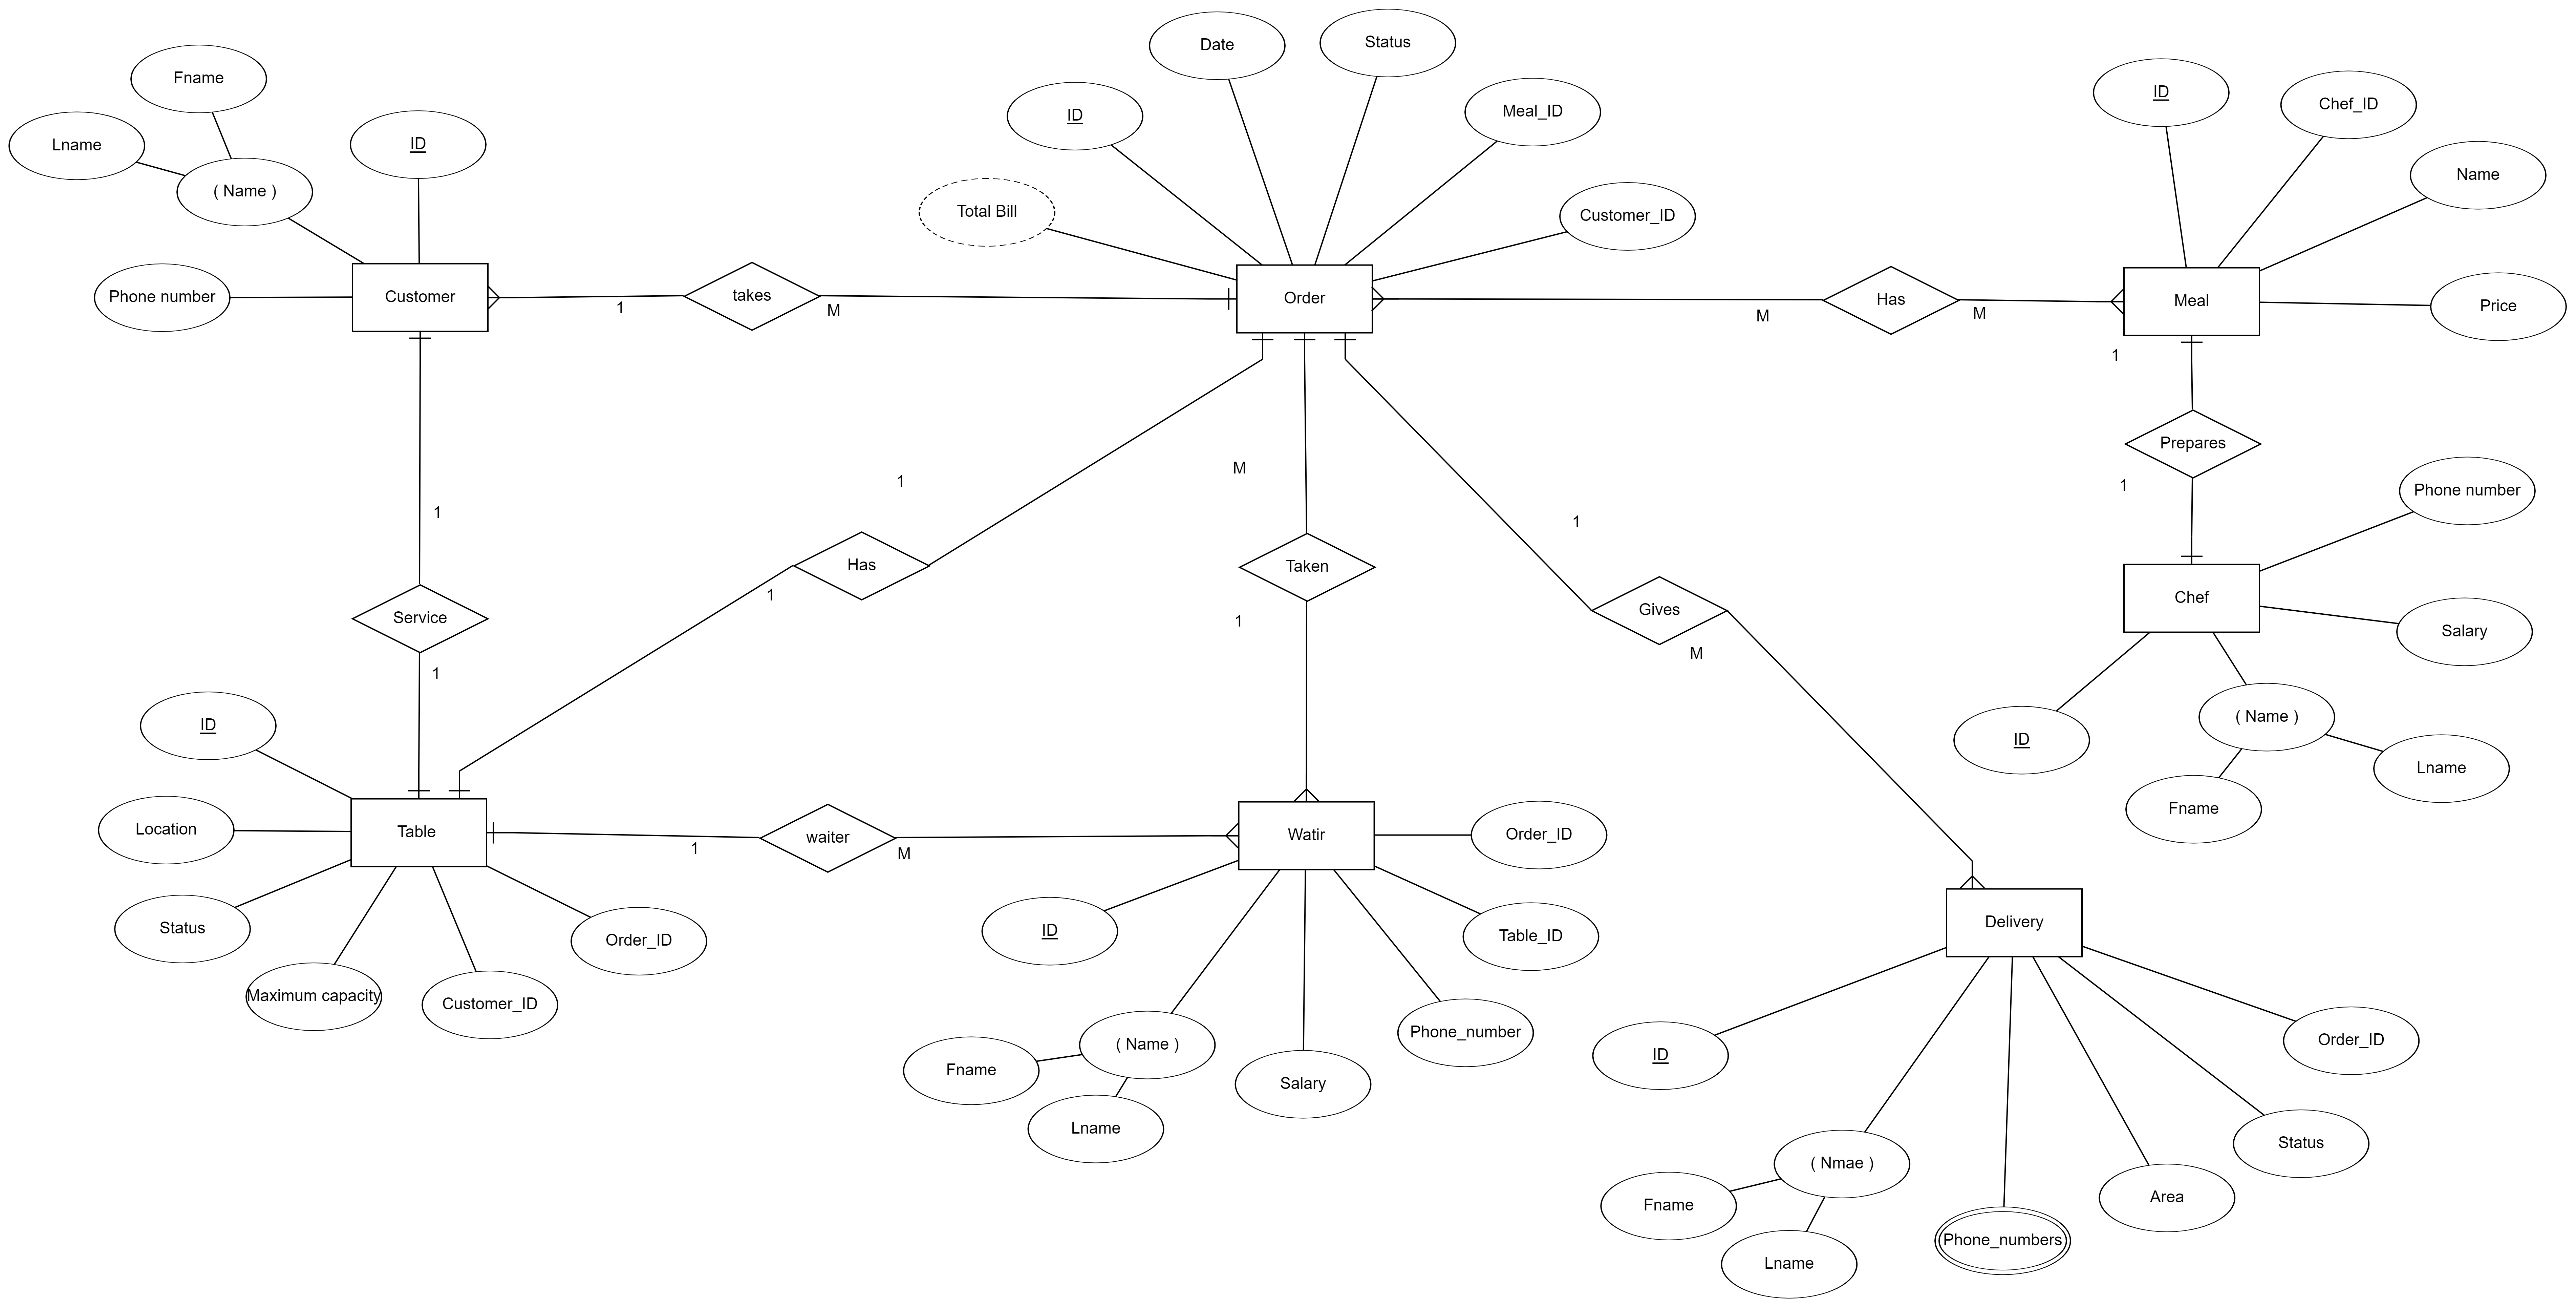 Date
Status
Fname
ID
Chef_ID
ID
Meal_ID
Lname
ID
Name
( Name )
Total Bill
Customer_ID
Phone number
Customer
takes
Order
Has
Meal
Price
1
M
M
M
1
Prepares
M
1
1
Phone number
1
1
Has
Taken
1
Chef
Gives
Service
1
Salary
M
1
( Name )
ID
ID
Lname
Fname
Location
Table
waiter
Watir
Order_ID
1
M
Delivery
Status
ID
Table_ID
Order_ID
Maximum capacity
Customer_ID
Phone_number
Order_ID
( Name )
ID
Fname
Salary
Lname
Status
( Nmae )
Area
Fname
Phone_numbers
Lname